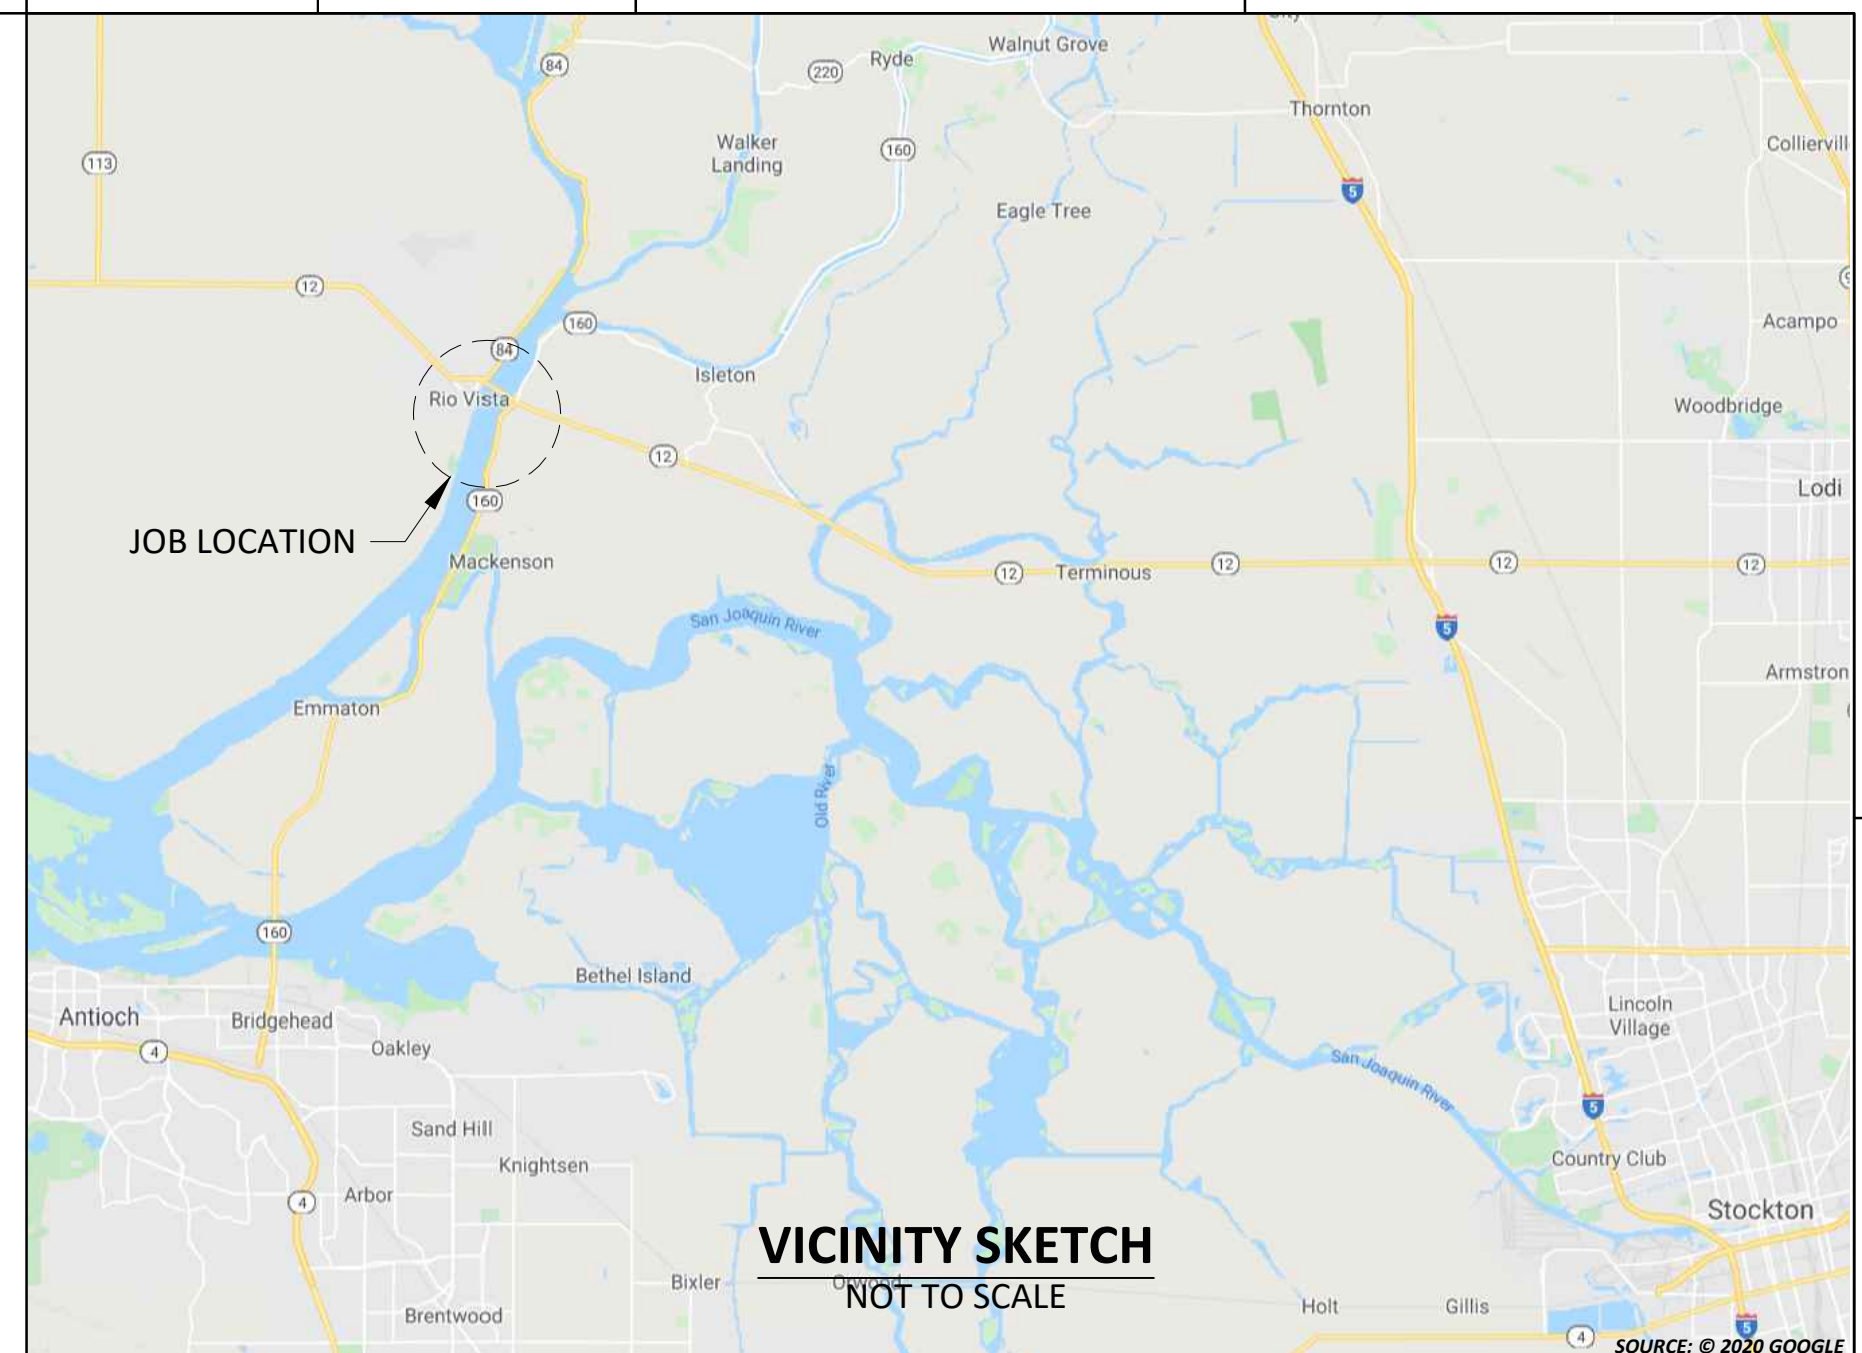 84
220
Ryde
Walnut Grove
Thornton
113
Walker
Landing
160
Colliervill
5
Eagle Tree
12
160
Acampo
84
Isleton
Rio Vista
Woodbridge
12
Lodi
160
JOB LOCATION
Mackenson
12
Terminous
12
12
12
San Joaquin River
5
Armstron
Emmaton
Old River
160
Bethel Island
Antioch
Bridgehead
Lincoln
Village
4
Oakley
San Joaquin River
5
Sand Hill
Knightsen
Country Club
4
Arbor
Stockton
VICINITY SKETCH
Bixler
Orwood
NOT TO SCALE
Holt
Gillis
Brentwood
4
5
SOURCE: © 2020 GOOGLE